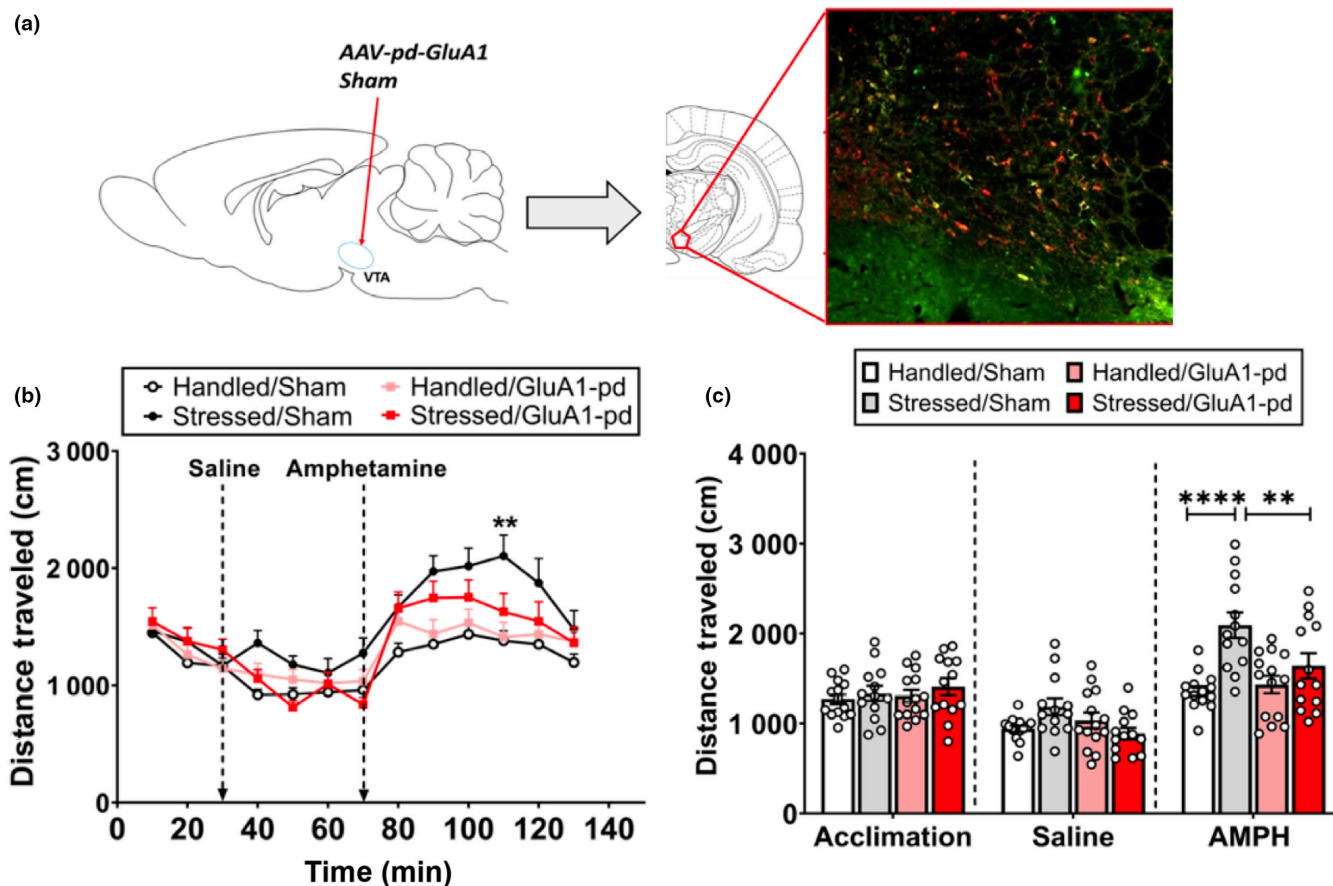 (a)
AAV-pd-GluA1
Sham
VTA
(b)
Handled/Sham
Handled/GluA1-pd
Stressed/Sham
Stressed/GluA1-pd
3 000
2 000
1 000
0
Distance traveled (cm)
Saline
Amphetamine
**
0
20
40
60
80
100
120
140
Time (min)
(c)
Handled/Sham
Handled/GluA1-pd
Stressed/Sham
Stressed/GluA1-pd
4 000
3 000
2 000
1 000
0
Distance traveled (cm)
**** **
Acclimation
Saline
AMPH